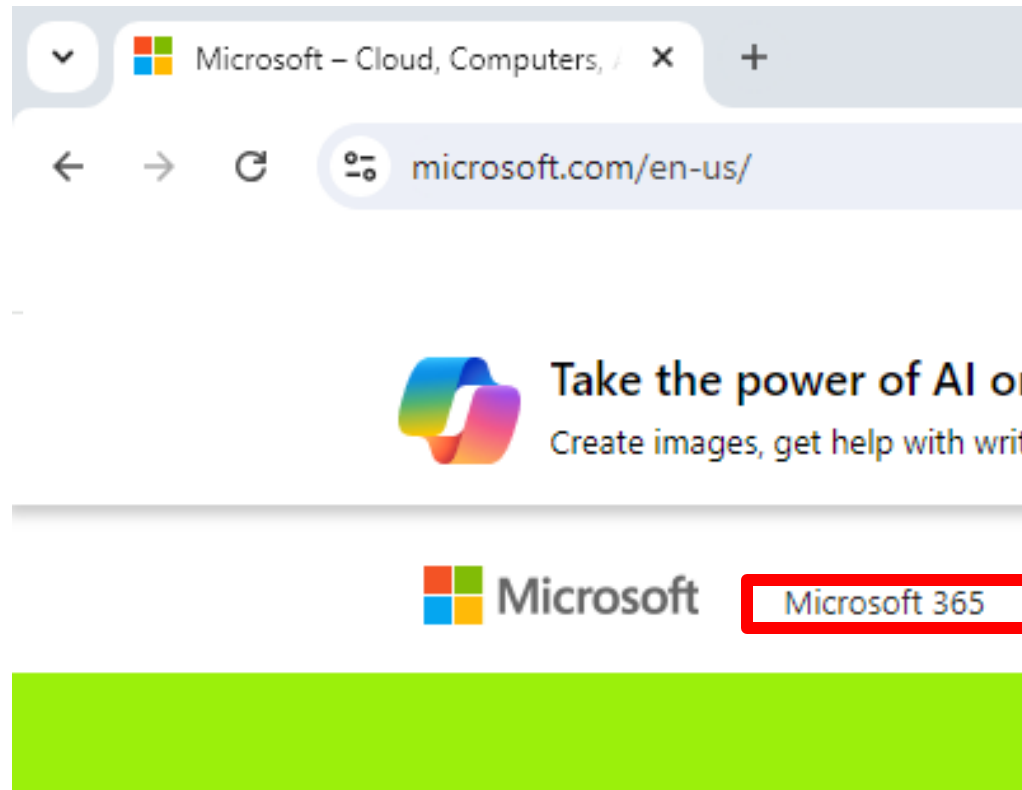 Microsoft – Cloud, Computers,
microsoft.com/en-us/
Take the power of AI
Create images, get help with
Microsoft
Microsoft 365